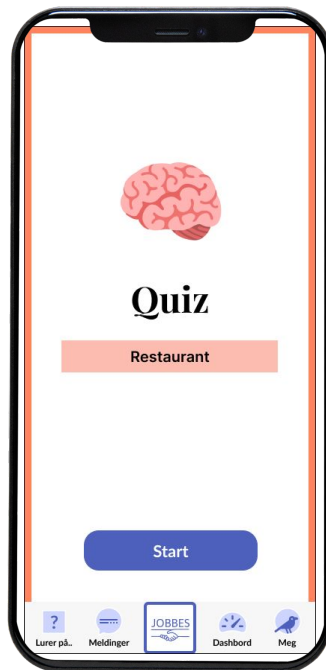 Quiz
Restaurant
Start
?
JOBBES
Lurer på..
Meldinger
Dashbord
Meg